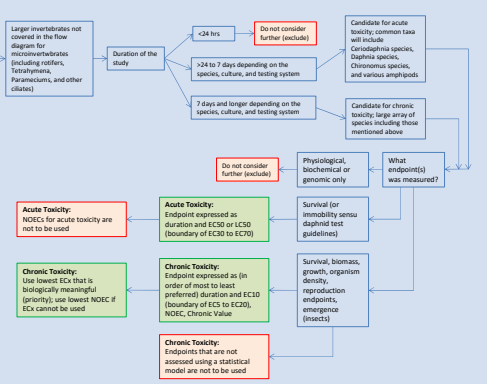 Larger invertebrates not
covered in the flow
diagram for
microinvertwbrates
(including rotifers,
Tetrahymena,
Parameciums, and other
ciliates)
Duration of the
study
<24 hrs
Do not consider
further (exclude)
>24 to 7 days depending on the
species, culture, and testing system
7 days and longer depending on the
species, culture, and testing system
Candidate for acute
toxicity; common taxa
will include
Ceriodaphnia species,
Daphnia species,
Chironomus species,
and various amphipods
Candidate for chronic
toxicity; large array of
species including those
mentioned above
Do not consider
further (exclude)
Physiological,
biochemical or
genomic only
What
endpoint(s)
was measured?
Acute Toxicity:
NOECs for acute toxicity are
not to be used
Acute Toxicity:
Endpoint expressed as
duration and EC50 or LC50
(boundary of EC30 to EC70)
Survival (or
immobility sensu
daphnid test
guidelines)
Chronic Toxicity:
Use lowest ECx that is
biologically meaningful
(priority); use lowest NOEC if
ECx cannot be used
Chronic Toxicity:
Endpoint expressed as (in
order of most to least
preferred) duration and EC10
(boundary of EC5 to EC20),
NOEC, Chronic Value
Survival, biomass,
growth, organism
density,
reproduction
endpoints,
emergence
(insects)
Chronic Toxicity:
Endpoints that are not
assessed using a statistical
model are not to be used